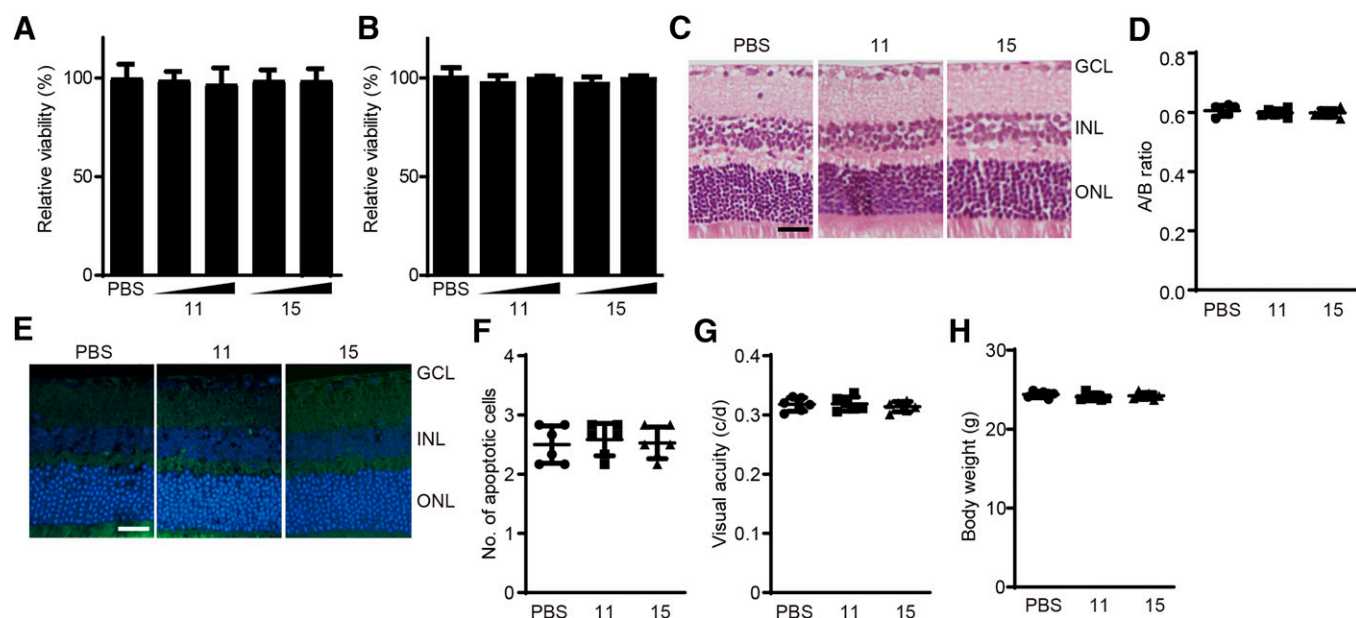 A
Relative viability (%)
100
50
0
PBS
11
15
B
Relative viability (%)
100
50
0
PBS
11
15
C
PBS
11
15
GCL
INL
ONL
D
A/B ratio
0.8
0.6
0.4
0.2
0.0
PBS
11
15
E
PBS
11
15
GCL
INL
ONL
F
No. of apoptotic cells
4
3
2
1
0
PBS
11
15
G
Visual acuity (c/d)
0.4
0.3
0.2
0.1
0
PBS
11
15
H
Body weight (g)
30
20
10
0
PBS
11
15